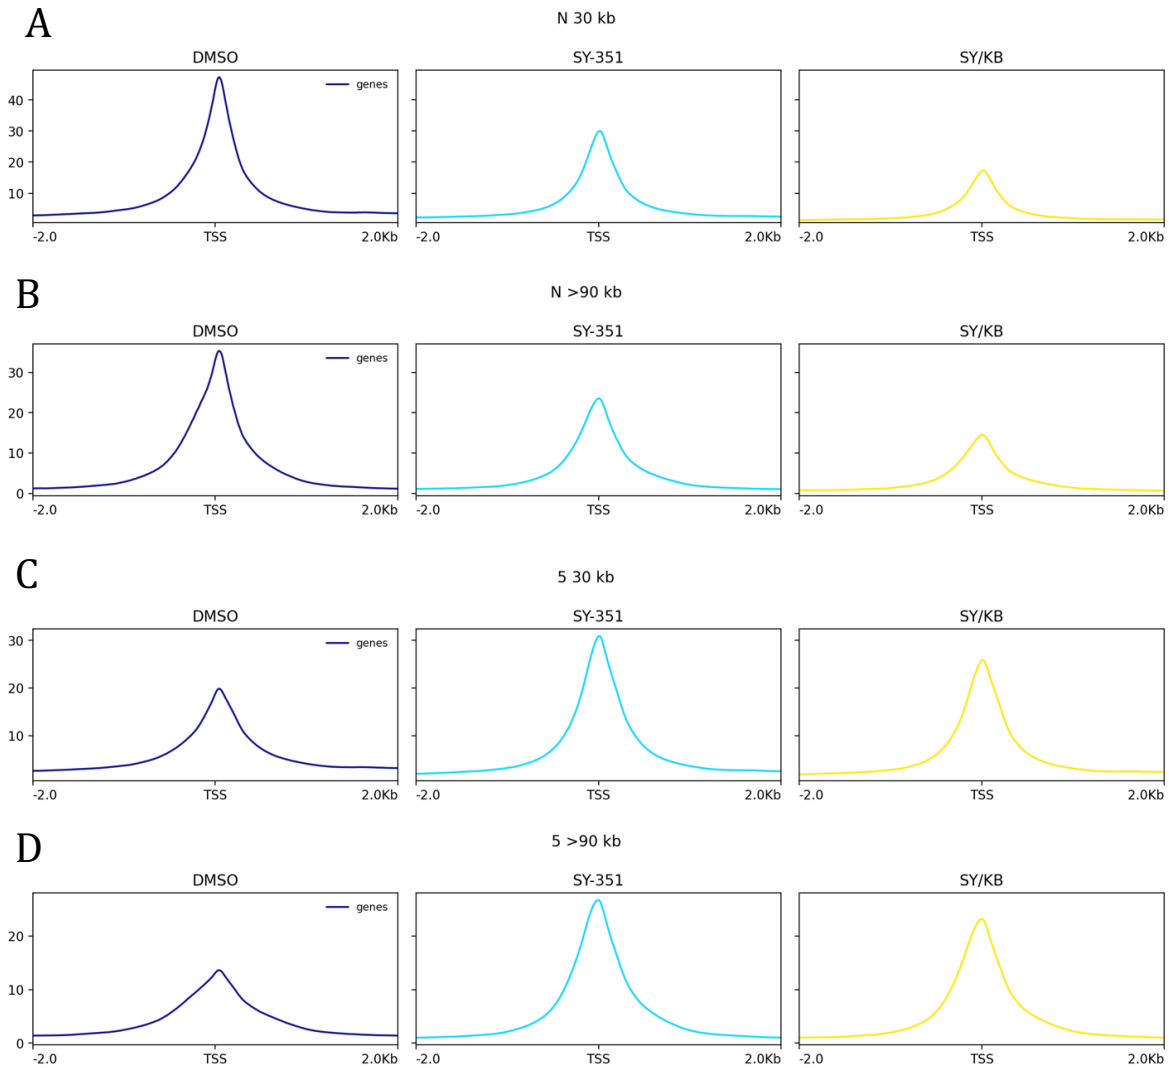 A
N 30 kb
DMSO SY-351 SY/KB
genes
40
30
20
10
-2.0 TSS 2.0Kb -2.0 TSS 2.0Kb -2.0 TSS 2.0Kb
B
N >90 kb
DMSO SY-351 SY/KB
genes
30
20
10
0
-2.0 TSS 2.0Kb -2.0 TSS 2.0Kb -2.0 TSS 2.0Kb
C
5 30 kb
DMSO SY-351 SY/KB
30
genes
20
10
-2.0 TSS 2.0Kb -2.0 TSS 2.0Kb -2.0 TSS 2.0Kb
D
5 >90 kb
DMSO SY-351 SY/KB
genes
20
10
0
-2.0 TSS 2.0Kb -2.0 TSS 2.0Kb -2.0 TSS 2.0Kb